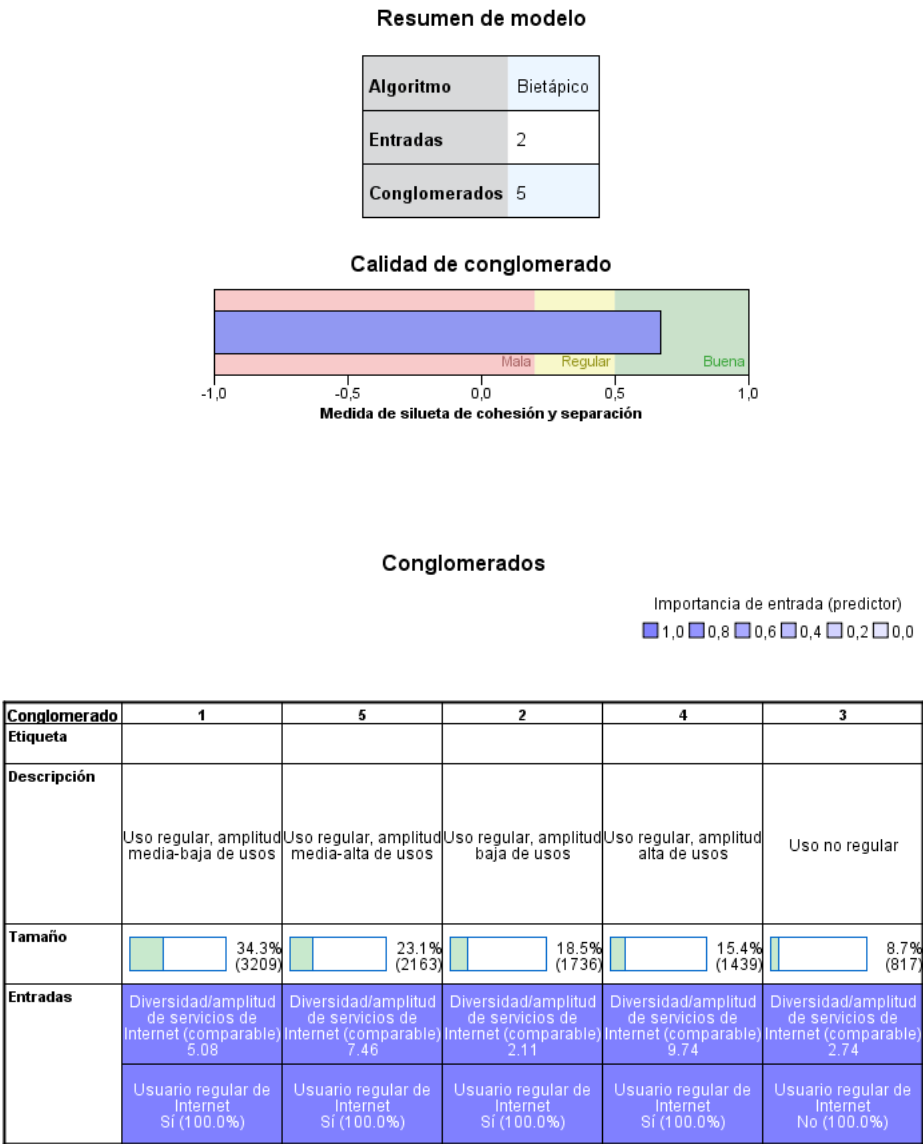 Resumen de modelo
Algoritmo Bietápico
Entradas 2
Conglomerados 5
Calidad de conglomerado
Mala Regular Buena
-1,0 -0,5 0,0 0,5 1,0
Medida de silueta de cohesión y separación
Conglomerados
Importancia de entrada (predictor)
1,0 0,8 0,6 0,4 0,2 0,0
Conglomerado 1 5 2 4 3
Etiqueta
Descripción
Uso regular, amplitud media-baja de usos
Uso regular, amplitud media-alta de usos
Uso regular, amplitud baja de usos
Uso regular, amplitud alta de usos
Uso no regular
Tamaño
34.3% (3209)
23.1% (2163)
18.5% (1736)
15.4% (1439)
8.7% (817)
Entradas
Diversidad/amplitud de servicios de Internet (comparable) 5.08
Diversidad/amplitud de servicios de Internet (comparable) 7.46
Diversidad/amplitud de servicios de Internet (comparable) 2.11
Diversidad/amplitud de servicios de Internet (comparable) 9.74
Diversidad/amplitud de servicios de Internet (comparable) 2.74
Usuario regular de Internet Sí (100.0%)
Usuario regular de Internet Sí (100.0%)
Usuario regular de Internet Sí (100.0%)
Usuario regular de Internet Sí (100.0%)
Usuario regular de Internet No (100.0%)